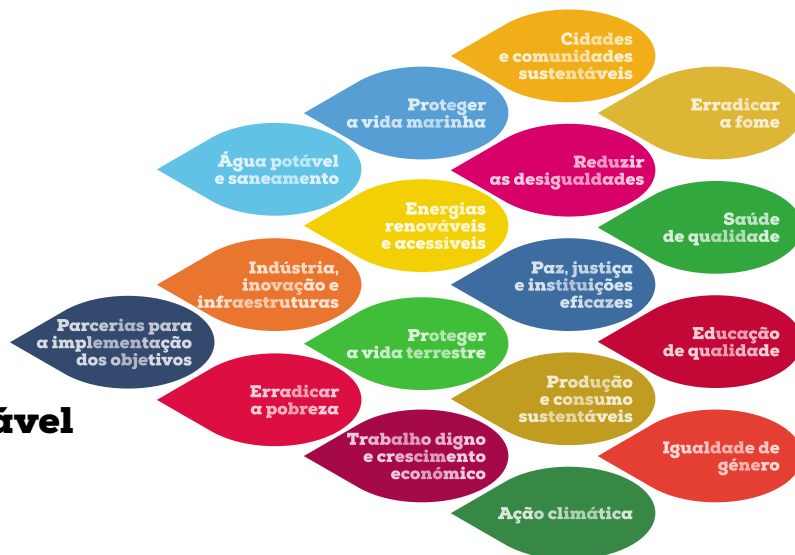 Cidades
e comunidades
sustentáveis
Proteger
a vida marinha
Erradicar
a fome
Água potável
e saneamento
Reduzir
as desigualdades
Energias
renováveis
e acessíveis
Saúde
de qualidade
Indústria,
inovação e
infraestruturas
Paz, justiça
e instituições
eficazes
Parcerias para
a implementação
dos objetivos
Proteger
a vida terrestre
Educação
de qualidade
Erradicar
a pobreza
Produção
e consumo
sustentáveis
ável
Trabalho digno
e crescimento
económico
Igualdade de
género
Ação climática